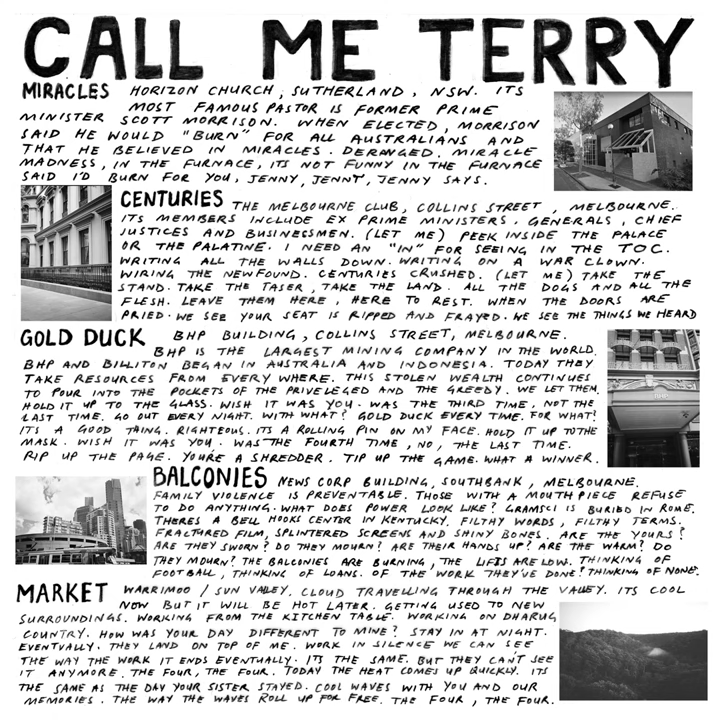 CALL ME TERRY
MIRACLES HORIZON CHURCH, SUTHERLAND, NSW. ITS
MOST FAMOUS PASTOR IS FORMER PRIME
MINISTER SCOTT MORRISON. WHEN ELECTED, MORRISON
SAID HE WOULD "BURN" FOR ALL AUSTRALIANS AND
THAT HE BELIEVED IN MIRACLES. DERANGED. MIRACLE
MADNESS, IN THE FURNACE, ITS NOT FUNNY IN THE FURNACE
SAID I'D BURN FOR YOU, JENNY, JENNY, JENNY SAYS.
CENTURIES THE MELBOURNE CLUB, COLLINS STREET, MELBOURNE.
ITS MEMBERS INCLUDE EX PRIME MINISTERS, GENERALS, CHIEF
JUSTICES AND BUSINESSMEN. (LET ME) PEEK INSIDE THE PALACE
OR THE PALATINE. I NEED AN "IN" FOR SEEING IN THE TOC.
WRITING ALL THE WALLS DOWN. WRITING ON A WAR CLOWN.
WIRING THE NEWFOUND. CENTURIES CRUSHED. (LET ME) TAKE THE
STAND. TAKE THE TASER, TAKE THE LAND. ALL THE DOGS AND ALL THE
FLESH. LEAVE THEM HERE, HERE TO REST. WHEN THE DOORS ARE
PRIED. WE SEE YOUR SEAT IS RIPPED AND FRAYED. WE SEE THE THINGS WE HEARD
GOLD DUCK BHP BUILDING, COLLINS STREET, MELBOURNE.
BHP IS THE LARGEST MINING COMPANY IN THE WORLD.
BHP AND BILLITON BEGAN IN AUSTRALIA AND INDONESIA. TODAY THEY
TAKE RESOURCES FROM EVERYWHERE. THIS STOLEN WEALTH CONTINUES
TO POUR INTO THE POCKETS OF THE PRIVELEGED AND THE GREEDY. WE LET THEM.
HOLD IT UP TO THE GLASS. WISH IT WAS YOU. WAS THE THIRD TIME, NOT THE
LAST TIME. GO OUT EVERY NIGHT. WITH WHAT? GOLD DUCK EVERY TIME. FOR WHAT?
IT'S A GOOD THING. RIGHTEOUS. ITS A ROLLING PIN ON MY FACE. HOLD IT UP TO THE
MASK. WISH IT WAS YOU. WAS THE FOURTH TIME, NO, THE LAST TIME.
RIP UP THE PAGE. YOU'RE A SHREDDER. TIP UP THE GAME. WHAT A WINNER.
BHP
BALCONIES NEWS CORP BUILDING, SOUTHBANK, MELBOURNE.
FAMILY VIOLENCE IS PREVENTABLE. THOSE WITH A MOUTHPIECE REFUSE
TO DO ANYTHING. WHAT DOES POWER LOOK LIKE? GRAMSCI IS BURIED IN ROME.
THERES A BELL HOOKS CENTER IN KENTUCKY. FILTHY WORDS, FILTHY TERMS.
FRACTURED FILM, SPLINTERED SCREENS AND SHINY BONES. ARE THE YOURS?
ARE THEY SWORN? DO THEY MOURN? ARE THEIR HANDS UP? ARE THE WARM? DO
THEY MOURN? THE BALCONIES ARE BURNING, THE LIFTS ARE LOW. THINKING OF
FOOTBALL, THINKING OF LOANS. OF THE WORK THEY'VE DONE? THINKING OF NONE.
MARKET WARRIMOO / SUN VALLEY. CLOUD TRAVELLING THROUGH THE VALLEY. ITS COOL
NOW BUT IT WILL BE HOT LATER. GETTING USED TO NEW
SURROUNDINGS. WORKING FROM THE KITCHEN TABLE. WORKING ON DHARUG
COUNTRY. HOW WAS YOUR DAY DIFFERENT TO MINE? STAY IN AT NIGHT.
EVENTVALLY. THEY LAND ON TOP OF ME. WORK IN SILENCE WE CAN SEE
THE WAY THE WORK IT ENDS EVENTUALLY. ITS THE SAME. BUT THEY CAN'T SEE
IT ANYMORE. THE FOUR, THE FOUR. TODAY THE HEAT COMES UP QUICKLY. ITS
THE SAME AS THE DAY YOUR SISTER STAYED. COOL WAVES WITH YOU AND OUR
MEMORIES. THE WAY THE WAVES ROLL UP FOR FREE. THE FOUR, THE FOUR.